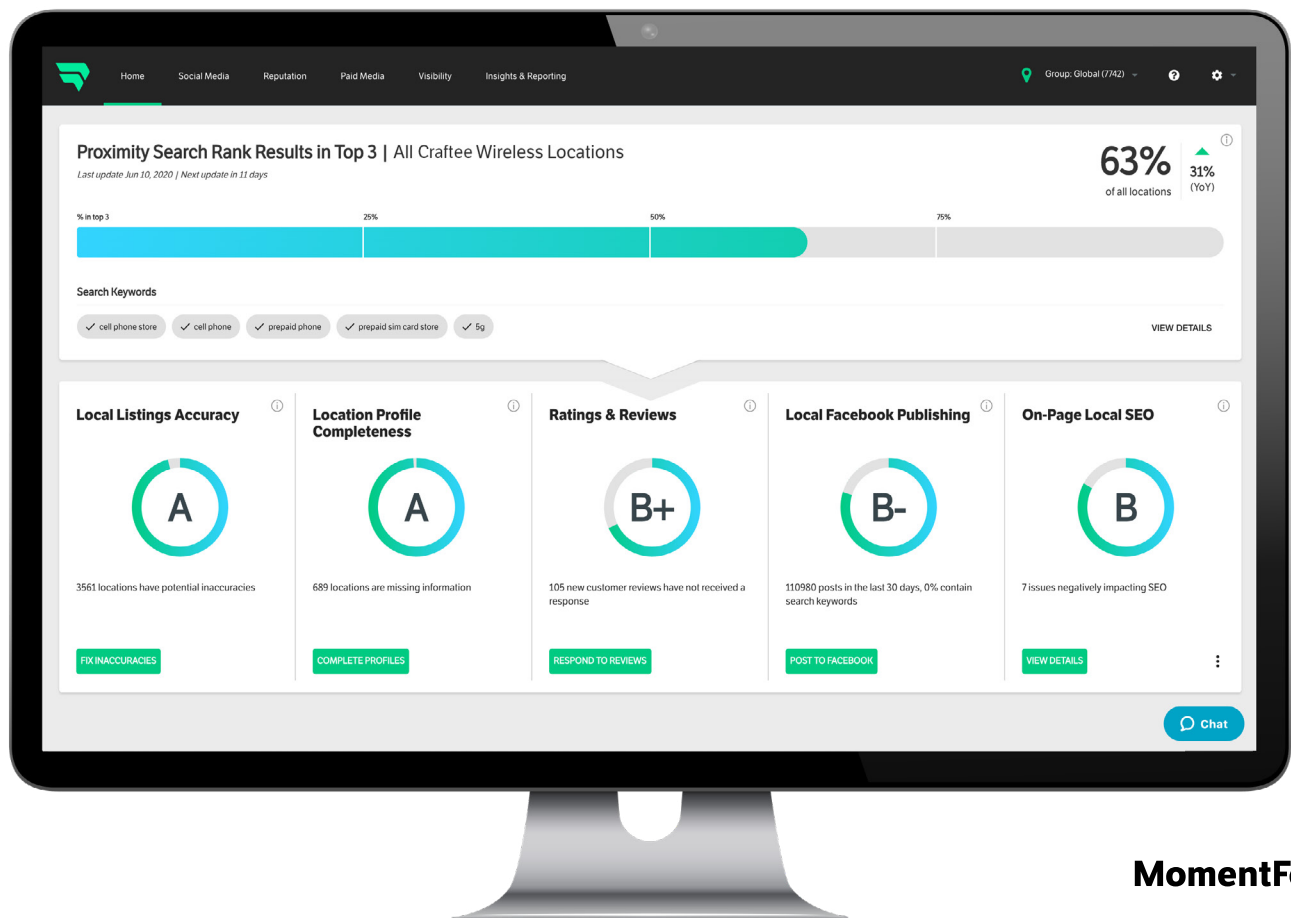 Home Social Media Reputation Paid Media Visibility Insights & Reporting Group: Global (7742)
Proximity Search Rank Results in Top 3 | All Craftee Wireless Locations
Last update Jun 10, 2020 | Next update in 11 days
63%
of all locations
31%
(YoY)
% in top 3 25% 50% 75%
Search Keywords
cell phone store cell phone prepaid phone prepaid sim card store 5g
VIEW DETAILS
Local Listings Accuracy
A
3561 locations have potential inaccuracies
FIX INACCURACIES
Location Profile
Completeness
A
689 locations are missing information
COMPLETE PROFILES
Ratings & Reviews
B+
105 new customer reviews have not received a
response
RESPOND TO REVIEWS
Local Facebook Publishing
B-
110980 posts in the last 30 days, 0% contain
search keywords
POST TO FACEBOOK
On-Page Local SEO
B
7 issues negatively impacting SEO
VIEW DETAILS
Chat